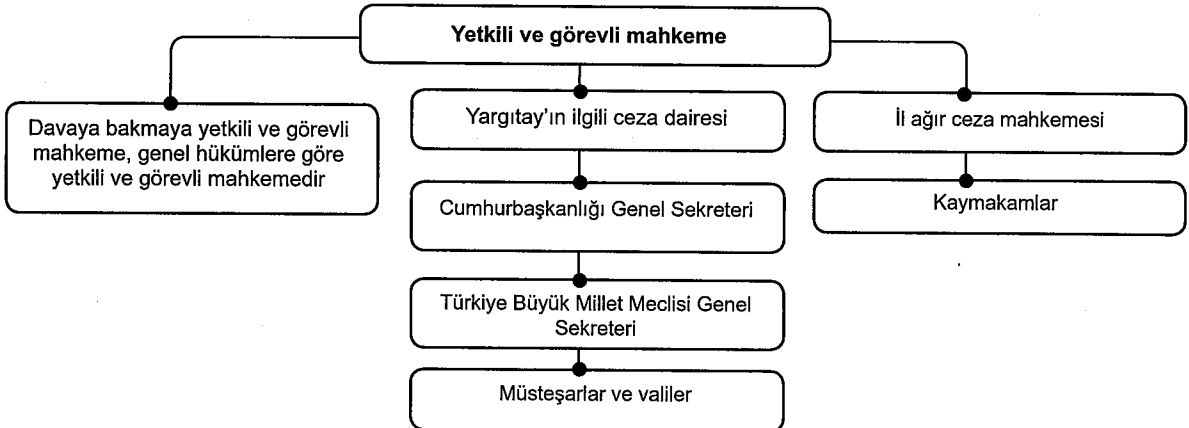 Yetkili ve görevli mahkeme
Davaya bakmaya yetkili ve görevli
mahkeme, genel hükümlere göre
yetkili ve görevli mahkemedir
Yargıtay'ın ilgili ceza dairesi
Cumhurbaşkanlığı Genel Sekreteri
Türkiye Büyük Millet Meclisi Genel
Sekreteri
Müsteşarlar ve valiler
İl ağır ceza mahkemesi
Kaymakamlar